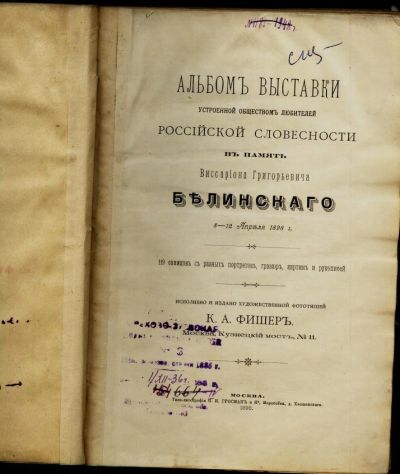 АЛЬБОМЪ ВЫСТАВКИ
УСТРОЕННОЙ ОБЩЕСТВОМЪ ЛЮБИТЕЛЕЙ
РОССІЙСКОЙ СЛОВЕСНОСТИ
ВЪ ПАМЯТЬ
Виссаріона Григорьевича
БѢЛИНСКАГО
8—12 Апрѣля 1898 г.
119 снимковъ съ разныхъ портретовъ, гравюръ, картинъ и рукописей
ИСПОЛНЕНО И ИЗДАНО ХУДОЖЕСТВЕННОЙ ФОТОТИПІЕЙ
К. А. ФИШЕРЪ.
Москва, Кузнецкій мостъ, № 11.
МОСКВА.
1898.